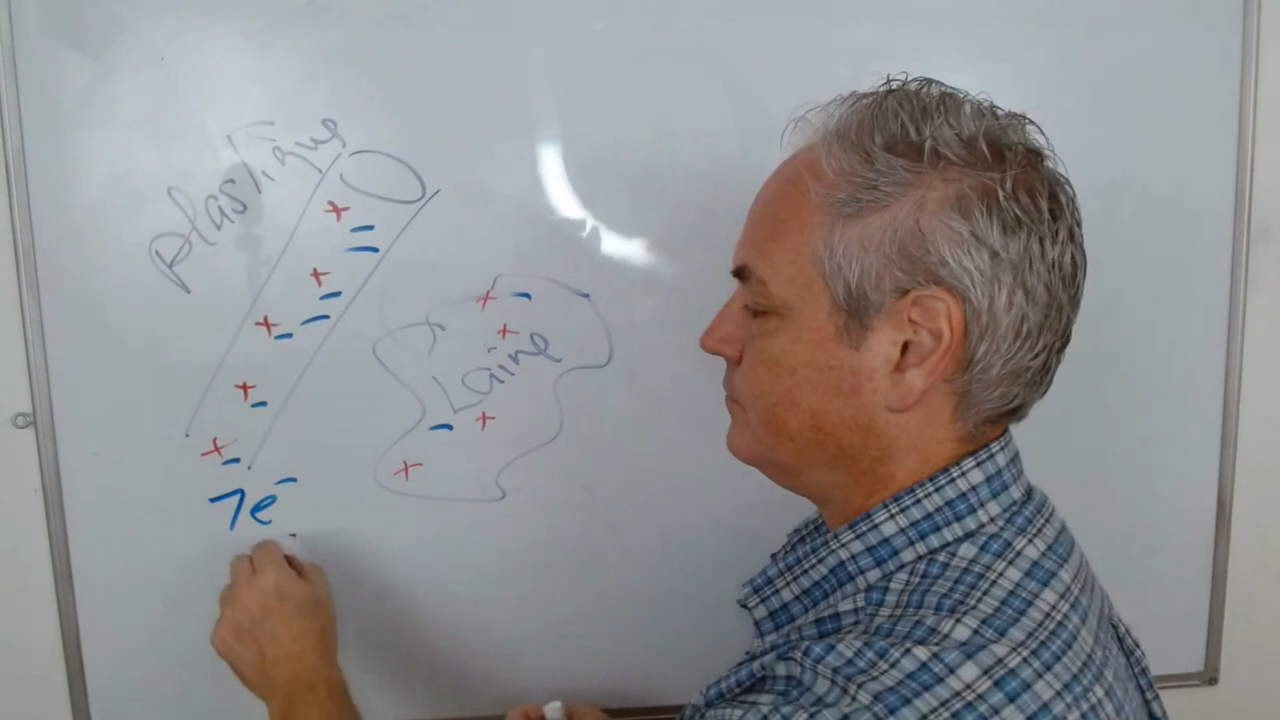 plastique
+ -
-
+ -
+ - -
+ -
+ -
7e-
+ -
+
Laine
- +
+